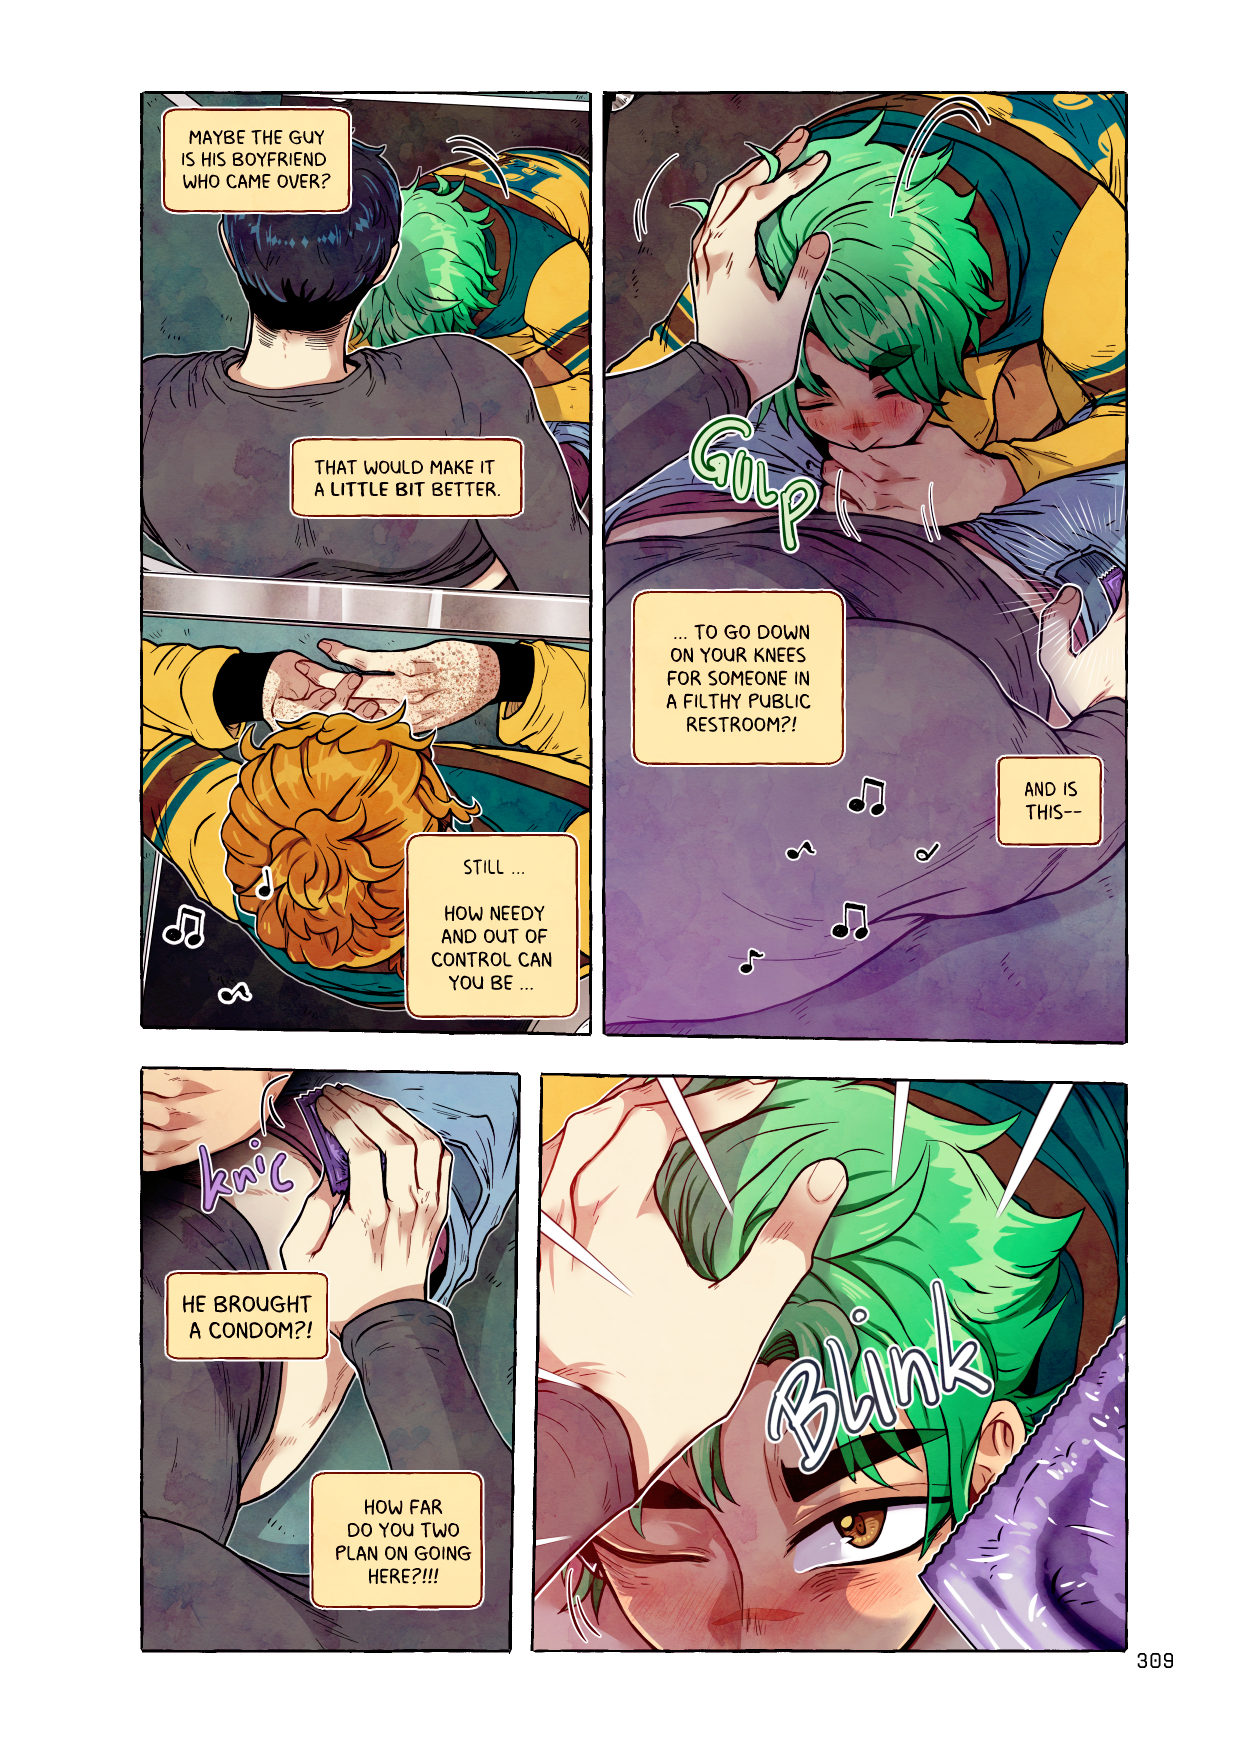 MAYBE THE GUY
IS HIS BOYFRIEND
WHO CAME OVER?
THAT WOULD MAKE IT
A LITTLE BIT BETTER.
STILL ...
HOW NEEDY
AND OUT OF
CONTROL CAN
YOU BE ...
GULP
... TO GO DOWN
ON YOUR KNEES
FOR SOMEONE IN
A FILTHY PUBLIC
RESTROOM?!
AND IS
THIS--
knic
HE BROUGHT
A CONDOM?!
HOW FAR
DO YOU TWO
PLAN ON GOING
HERE?!!!
Blink
309